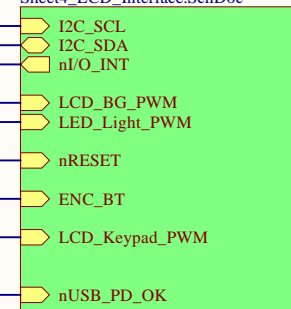 Sheet4_LCD_Interface.SchDoc
I2C_SCL
I2C_SDA
nI/O_INT
LCD_BG_PWM
LED_Light_PWM
nRESET
ENC_BT
LCD_Keypad_PWM
nUSB_PD_OK